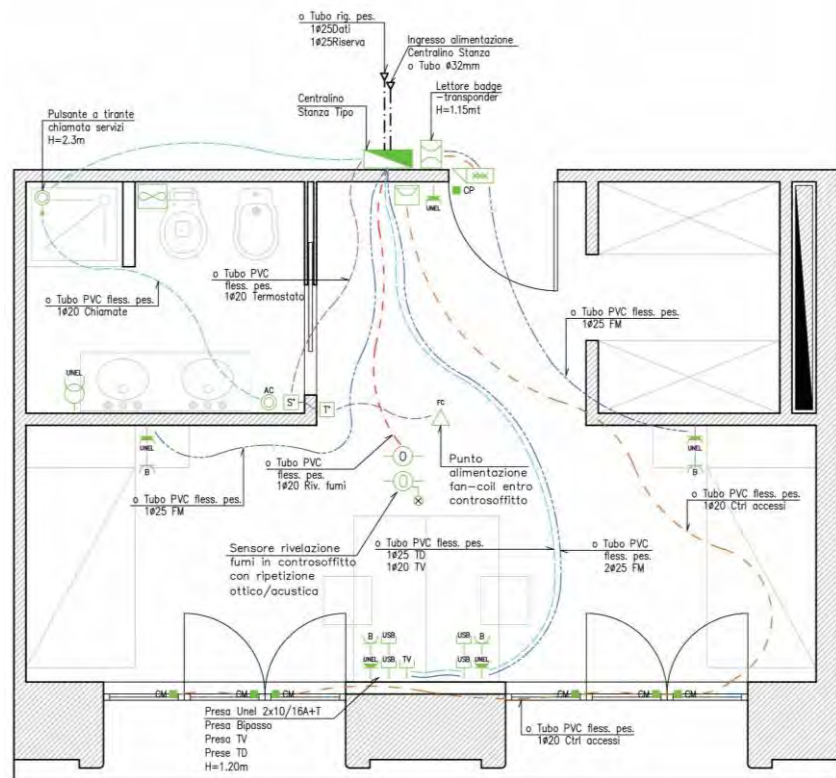 o Tubo rig. pes.
1ø25Dati
1ø25Riserva
Ingresso alimentazione
Centralino Stanza
o Tubo ø32mm
Pulsante a tirante
chiamata servizi
H=2.3m
Centralino
Stanza Tipo
Lettore badge
-transponder
H=1.15mt
CP
UNEL
o Tubo PVC
fless. pes.
1ø20 Termostato
o Tubo PVC fless. pes.
1ø20 Chiamate
o Tubo PVC fless. pes.
1ø25 FM
UNEL
AC
S°
T°
FC
UNEL
B
o Tubo PVC fless. pes.
1ø25 FM
o Tubo PVC
fless. pes.
1ø20 Riv. fumi
Punto
alimentazione
fan-coil entro
controsoffitto
UNEL
B
o Tubo PVC fless. pes.
1ø20 Ctrl accessi
Sensore rivelazione
fumi in controsoffitto
con ripetizione
ottico/acustica
o Tubo PVC fless. pes.
1ø25 TD
1ø20 TV
o Tubo PVC
fless. pes.
2ø25 FM
B USB USB B
UNEL USB TV USB UNEL
CM CM CM CM CM CM
Presa Unel 2x10/16A+T
Presa Bipasso
Presa TV
Prese TD
H=1.20m
o Tubo PVC fless. pes.
1ø20 Ctrl accessi